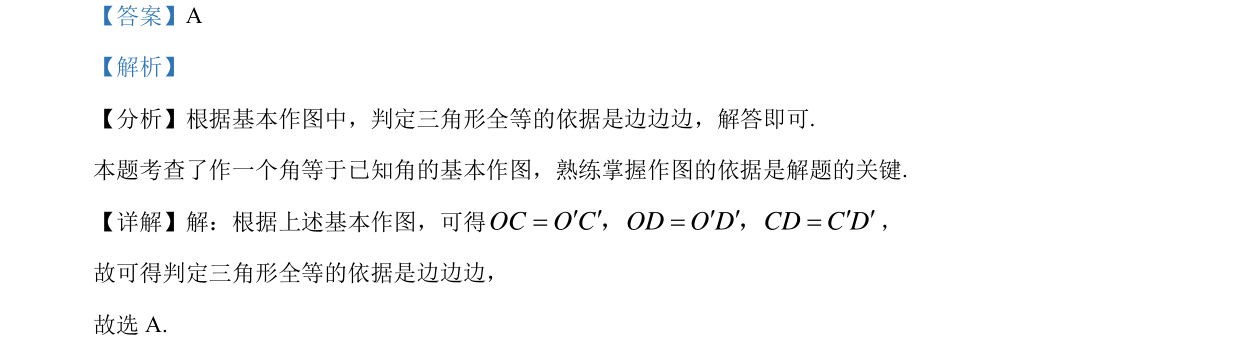 【答案】A
【解析】
【分析】根据基本作图中，判定三角形全等的依据是边边边，解答即可.
本题考查了作一个角等于已知角的基本作图，熟练掌握作图的依据是解题的关键.
【详解】解：根据上述基本作图，可得OC = O′C′，OD = O′D′，CD = C′D′，
故可得判定三角形全等的依据是边边边，
故选 A.